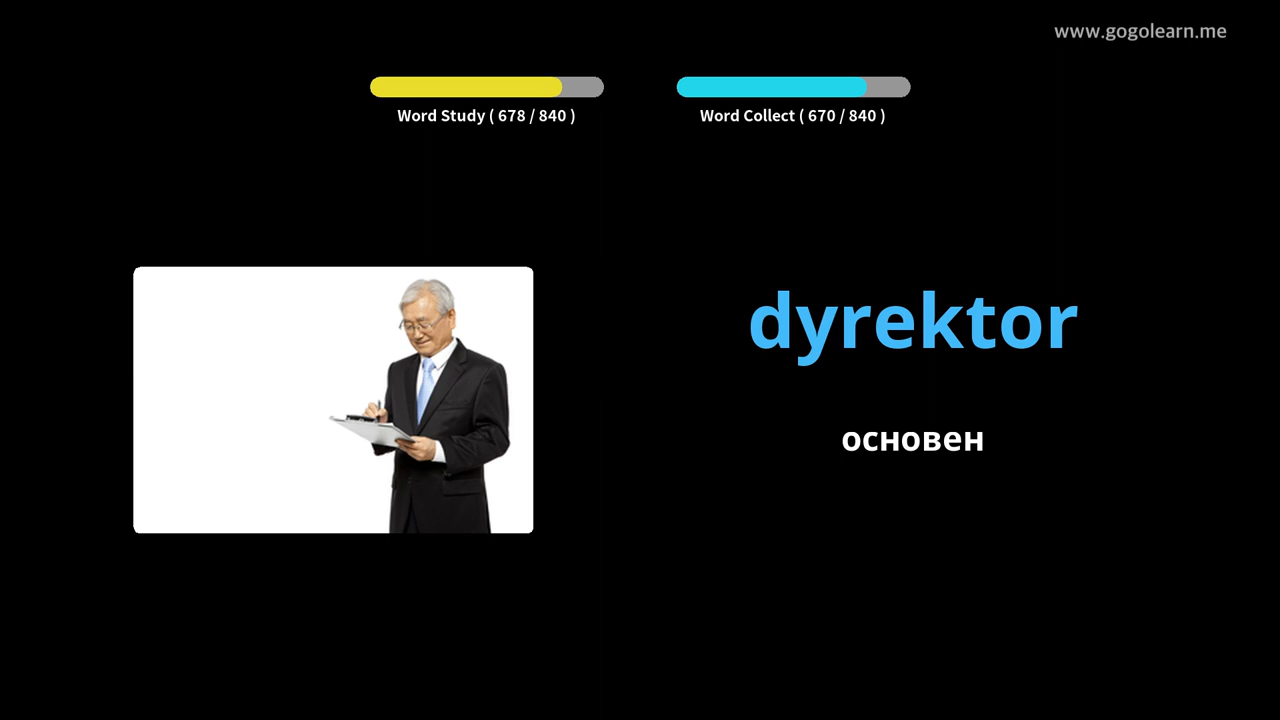 www.gogolearn.me
Word Study ( 678 / 840 )
Word Collect ( 670 / 840 )
dyrektor
основен